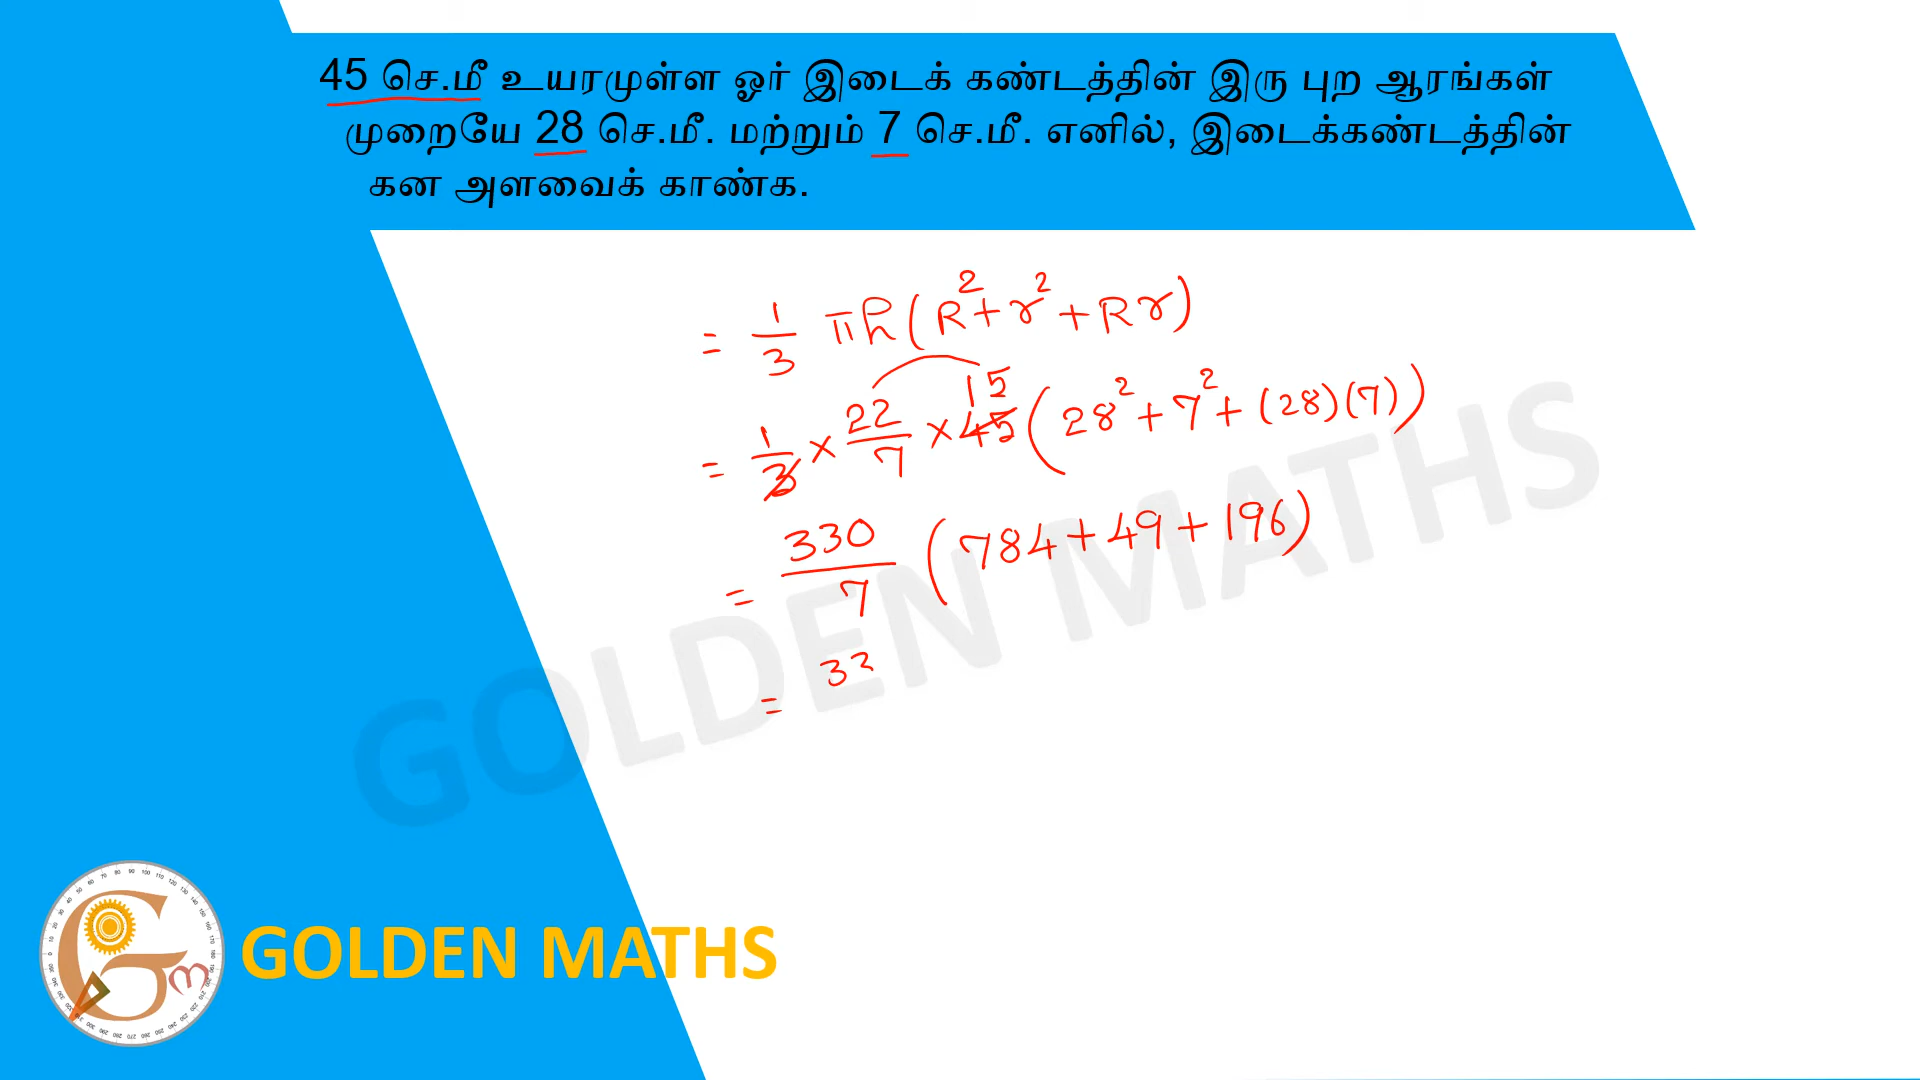 45 செ.மீ உயரமுள்ள ஓர் இடைக் கண்டத்தின் இரு புற ஆரங்கள்
முறையே 28 செ.மீ. மற்றும் 7 செ.மீ. எனில், இடைக்கண்டத்தின்
கன அளவைக் காண்க.
= 1/3 πh(R² + r² + Rr)
= 1/3 × 22/7 × 45 15 (28² + 7² + (28)(7))
= 330/7 (784 + 49 + 196)
= 33
GOLDEN MATHS
GOLDEN MATHS